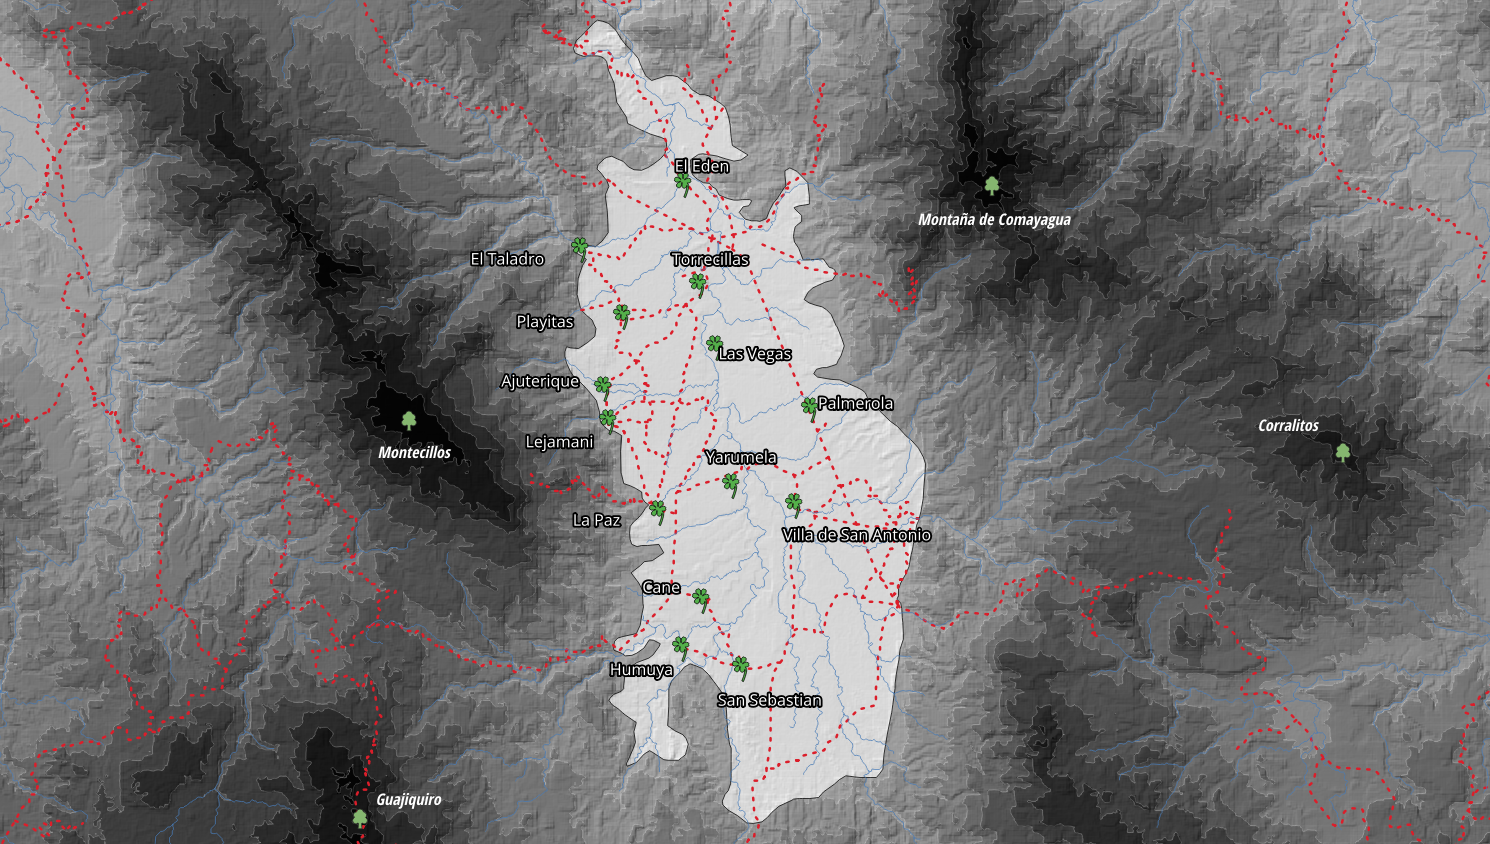 El Eden
Montaña de Comayagua
El Taladro
Torrecillas
Playitas
Las Vegas
Ajuterique
Palmerola
Lejamani
Corralitos
Montecillos
Yarumela
La Paz
Villa de San Antonio
Cane
Humuya
San Sebastian
Guajiquiro